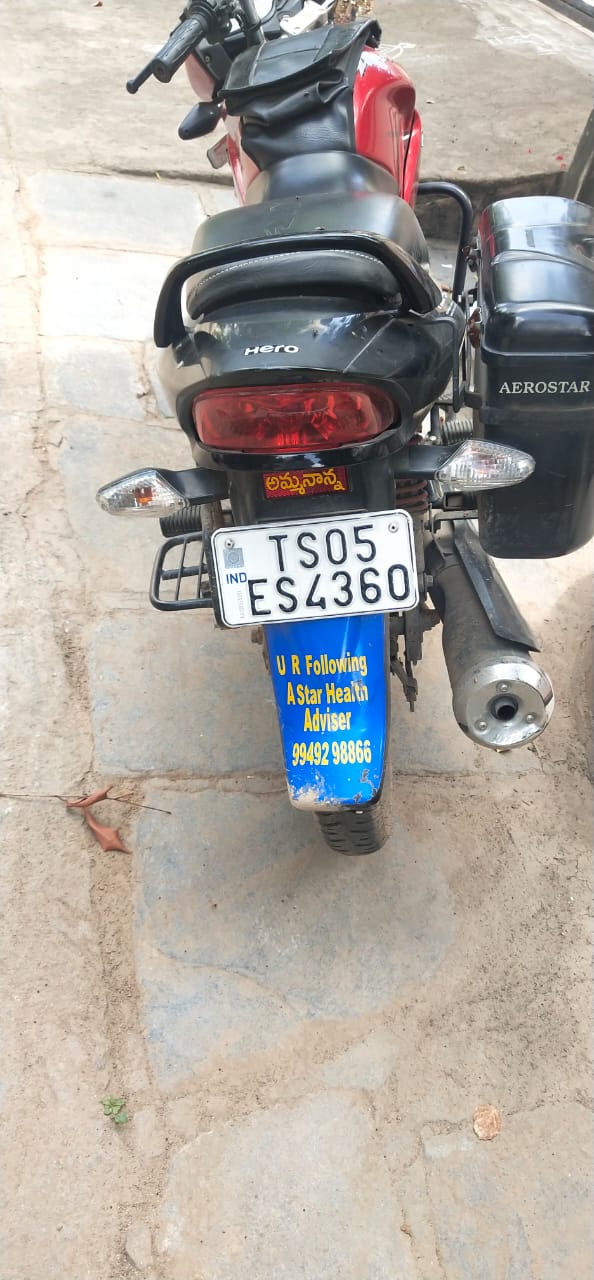 Hero
AEROSTAR
అమ్మనాన్న
TS05
IND
ES4360
U R Following
A Star Health
Adviser
99492 98866